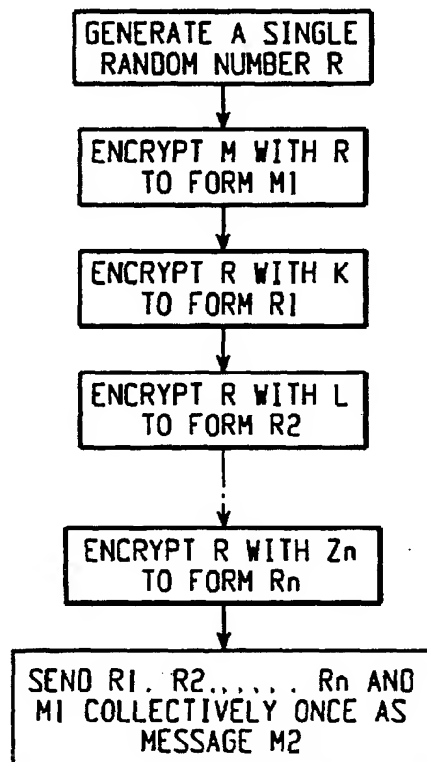 GENERATE A SINGLE
RANDOM NUMBER R
ENCRYPT M WITH R
TO FORM M1
ENCRYPT R WITH K
TO FORM R1
ENCRYPT R WITH L
TO FORM R2
ENCRYPT R WITH Zn
TO FORM Rn
SEND R1. R2...... Rn AND
M1 COLLECTIVELY ONCE AS
MESSAGE M2